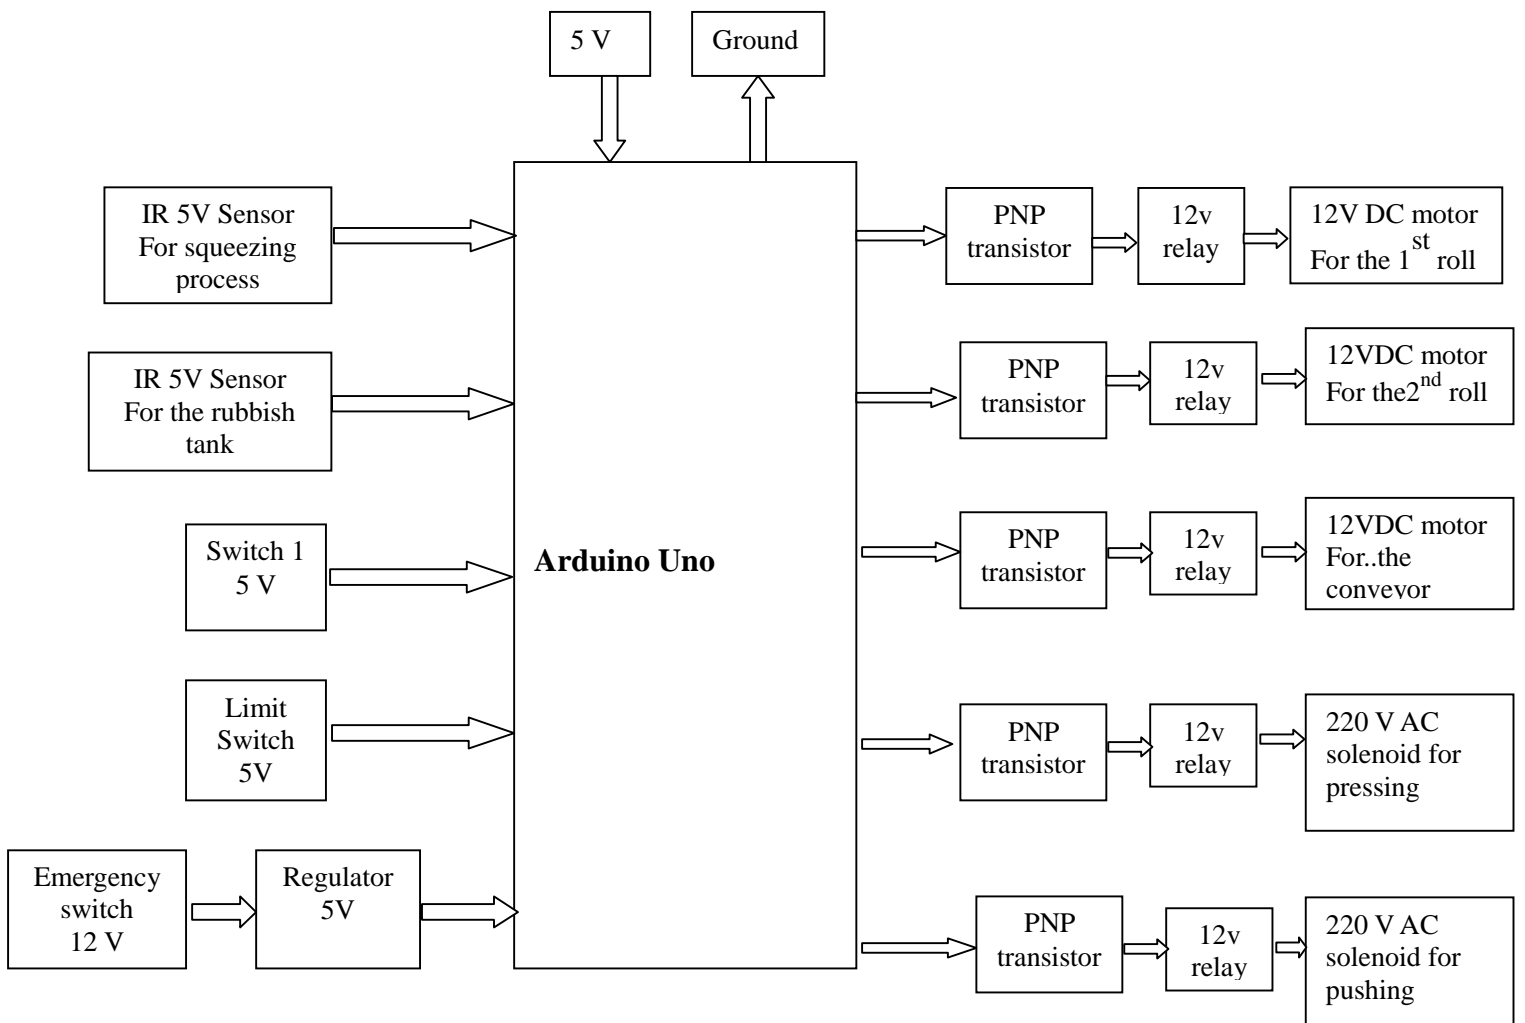 5 V
Ground
IR 5V Sensor
For squeezing
process
IR 5V Sensor
For the rubbish
tank
Switch 1
5 V
Limit
Switch
5V
Emergency
switch
12 V
Regulator
5V
Arduino Uno
PNP
transistor
12v
relay
12V DC motor
For the 1st roll
PNP
transistor
12v
relay
12VDC motor
For the2nd roll
PNP
transistor
12v
relay
12VDC motor
For..the
conveyor
PNP
transistor
12v
relay
220 V AC
solenoid for
pressing
PNP
transistor
12v
relay
220 V AC
solenoid for
pushing